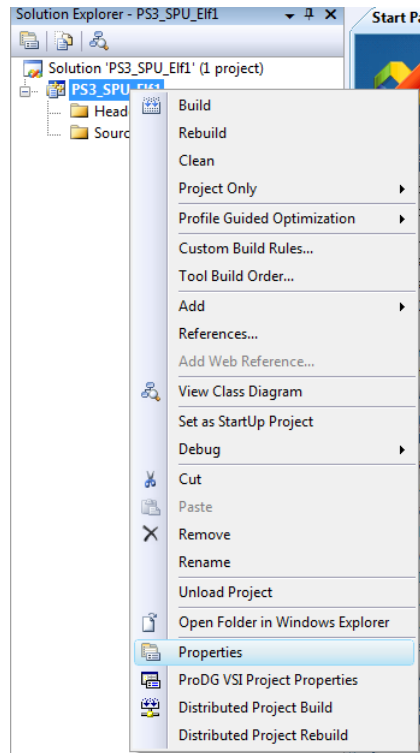 Solution Explorer - PS3_SPU_Elf1
Start Pa
Solution 'PS3_SPU_Elf1' (1 project)
PS3_SPU_Elf1
Head
Sourc
Build
Rebuild
Clean
Project Only
Profile Guided Optimization
Custom Build Rules...
Tool Build Order...
Add
References...
Add Web Reference...
View Class Diagram
Set as StartUp Project
Debug
Cut
Paste
Remove
Rename
Unload Project
Open Folder in Windows Explorer
Properties
ProDG VSI Project Properties
Distributed Project Build
Distributed Project Rebuild